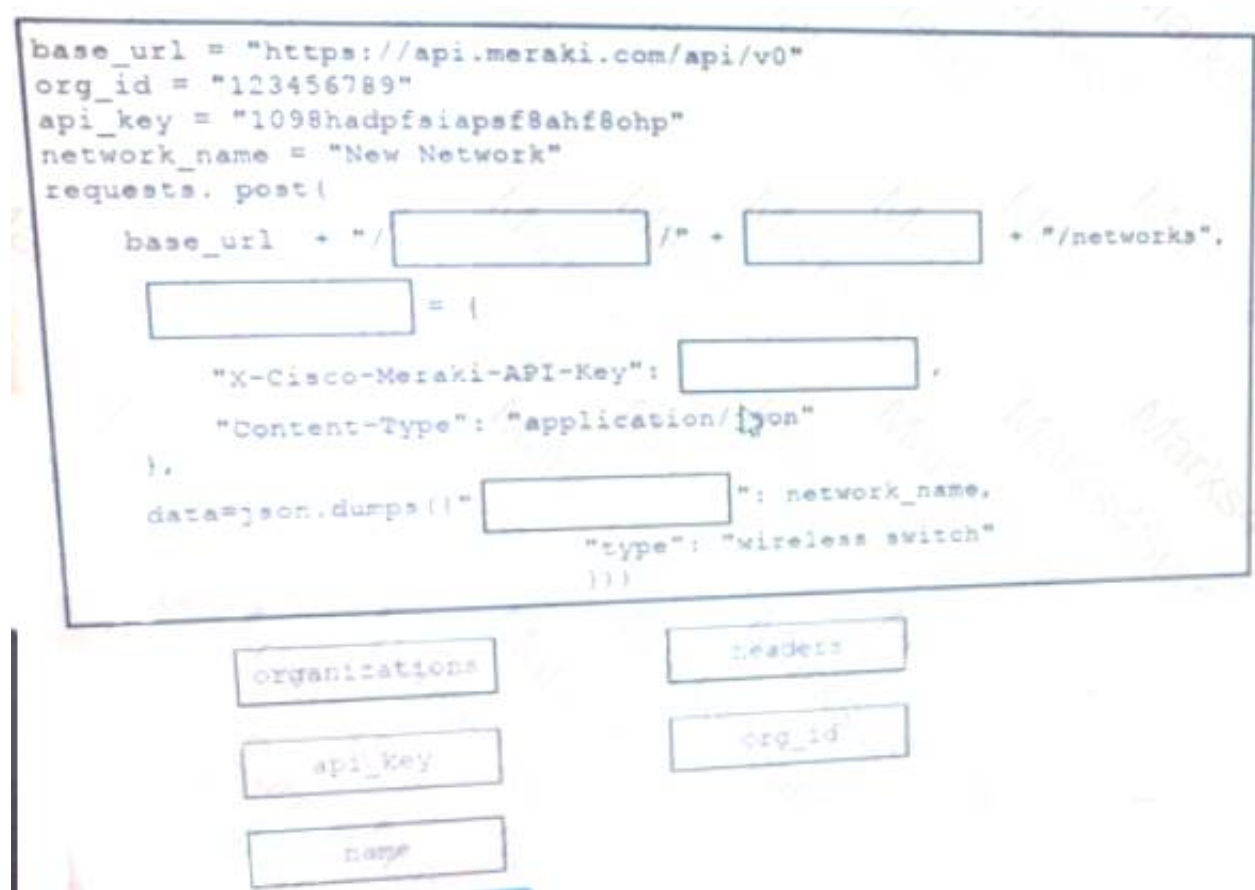 base_url = "https://api.meraki.com/api/v0"
org_id = "123456789"
api_key = "1098hadpfsiapsf8ahf8ohp"
network_name = "New Network"
requests. post(
base_url + "/ /" + + "/networks",
= {
"X-Cisco-Meraki-API-Key": ,
"Content-Type": "application/json"
},
data=json.dumps({" ": network_name,
"type": "wireless switch"
}))
organizations
headers
api_key
org_id
name